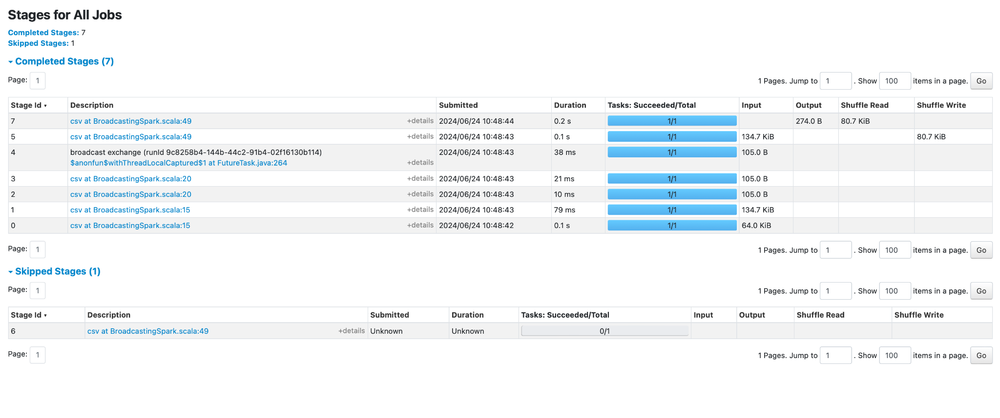 Stages for All Jobs
Completed Stages: 7
Skipped Stages: 1
Completed Stages (7)
Page: 1
1 Pages. Jump to 1 . Show 100 items in a page. Go
Stage Id ▾ Description Submitted Duration Tasks: Succeeded/Total Input Output Shuffle Read Shuffle Write
7 csv at BroadcastingSpark.scala:49 +details 2024/06/24 10:48:44 0.2 s 1/1 274.0 B 80.7 KiB
5 csv at BroadcastingSpark.scala:49 +details 2024/06/24 10:48:43 0.1 s 1/1 134.7 KiB 80.7 KiB
4 broadcast exchange (runId 9c8258b4-144b-44c2-91b4-02f16130b114) 2024/06/24 10:48:43 38 ms 1/1 105.0 B
$anonfun$withThreadLocalCaptured$1 at FutureTask.java:264 +details
3 csv at BroadcastingSpark.scala:20 +details 2024/06/24 10:48:43 21 ms 1/1 105.0 B
2 csv at BroadcastingSpark.scala:20 +details 2024/06/24 10:48:43 10 ms 1/1 105.0 B
1 csv at BroadcastingSpark.scala:15 +details 2024/06/24 10:48:43 79 ms 1/1 134.7 KiB
0 csv at BroadcastingSpark.scala:15 +details 2024/06/24 10:48:42 0.1 s 1/1 64.0 KiB
Page: 1
1 Pages. Jump to 1 . Show 100 items in a page. Go
Skipped Stages (1)
Page: 1
1 Pages. Jump to 1 . Show 100 items in a page. Go
Stage Id ▾ Description Submitted Duration Tasks: Succeeded/Total Input Output Shuffle Read Shuffle Write
6 csv at BroadcastingSpark.scala:49 +details Unknown Unknown 0/1
Page: 1
1 Pages. Jump to 1 . Show 100 items in a page. Go